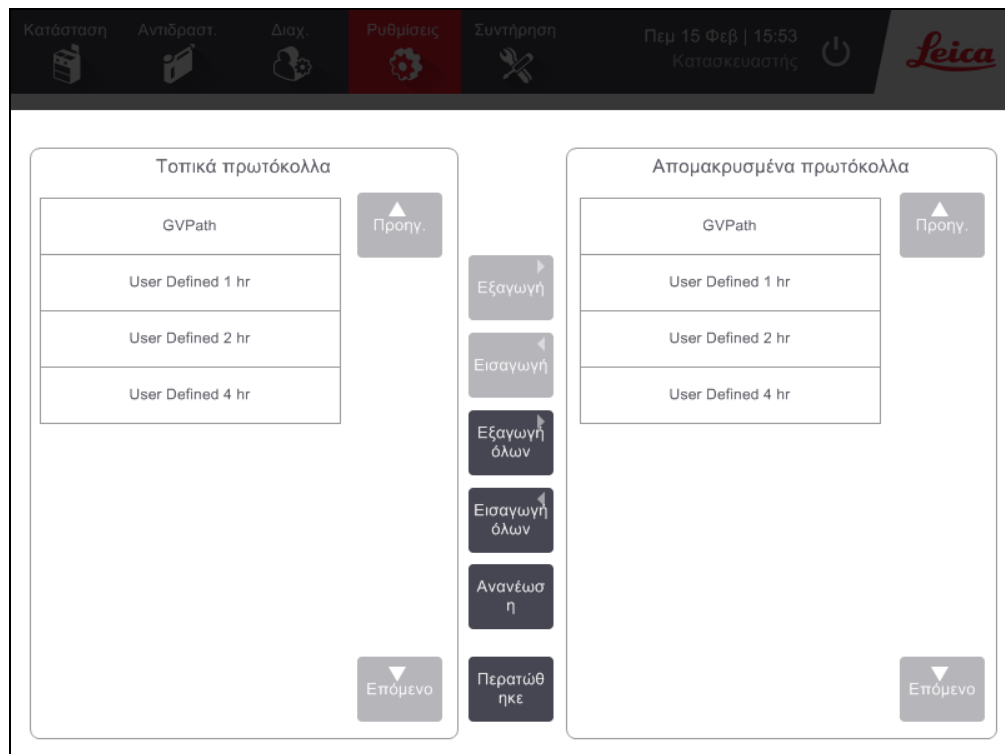 Κατάσταση Αντιδραστ. Διαχ. Ρυθμίσεις Συντήρηση
Πεμ 15 Φεβ | 15:53
Κατασκευαστής
Leica
Τοπικά πρωτόκολλα
GVPath
User Defined 1 hr
User Defined 2 hr
User Defined 4 hr
Προηγ.
Επόμενο
Εξαγωγή
Εισαγωγή
Εξαγωγή
όλων
Εισαγωγή
όλων
Ανανέωσ
η
Περατώθ
ηκε
Απομακρυσμένα πρωτόκολλα
GVPath
User Defined 1 hr
User Defined 2 hr
User Defined 4 hr
Προηγ.
Επόμενο